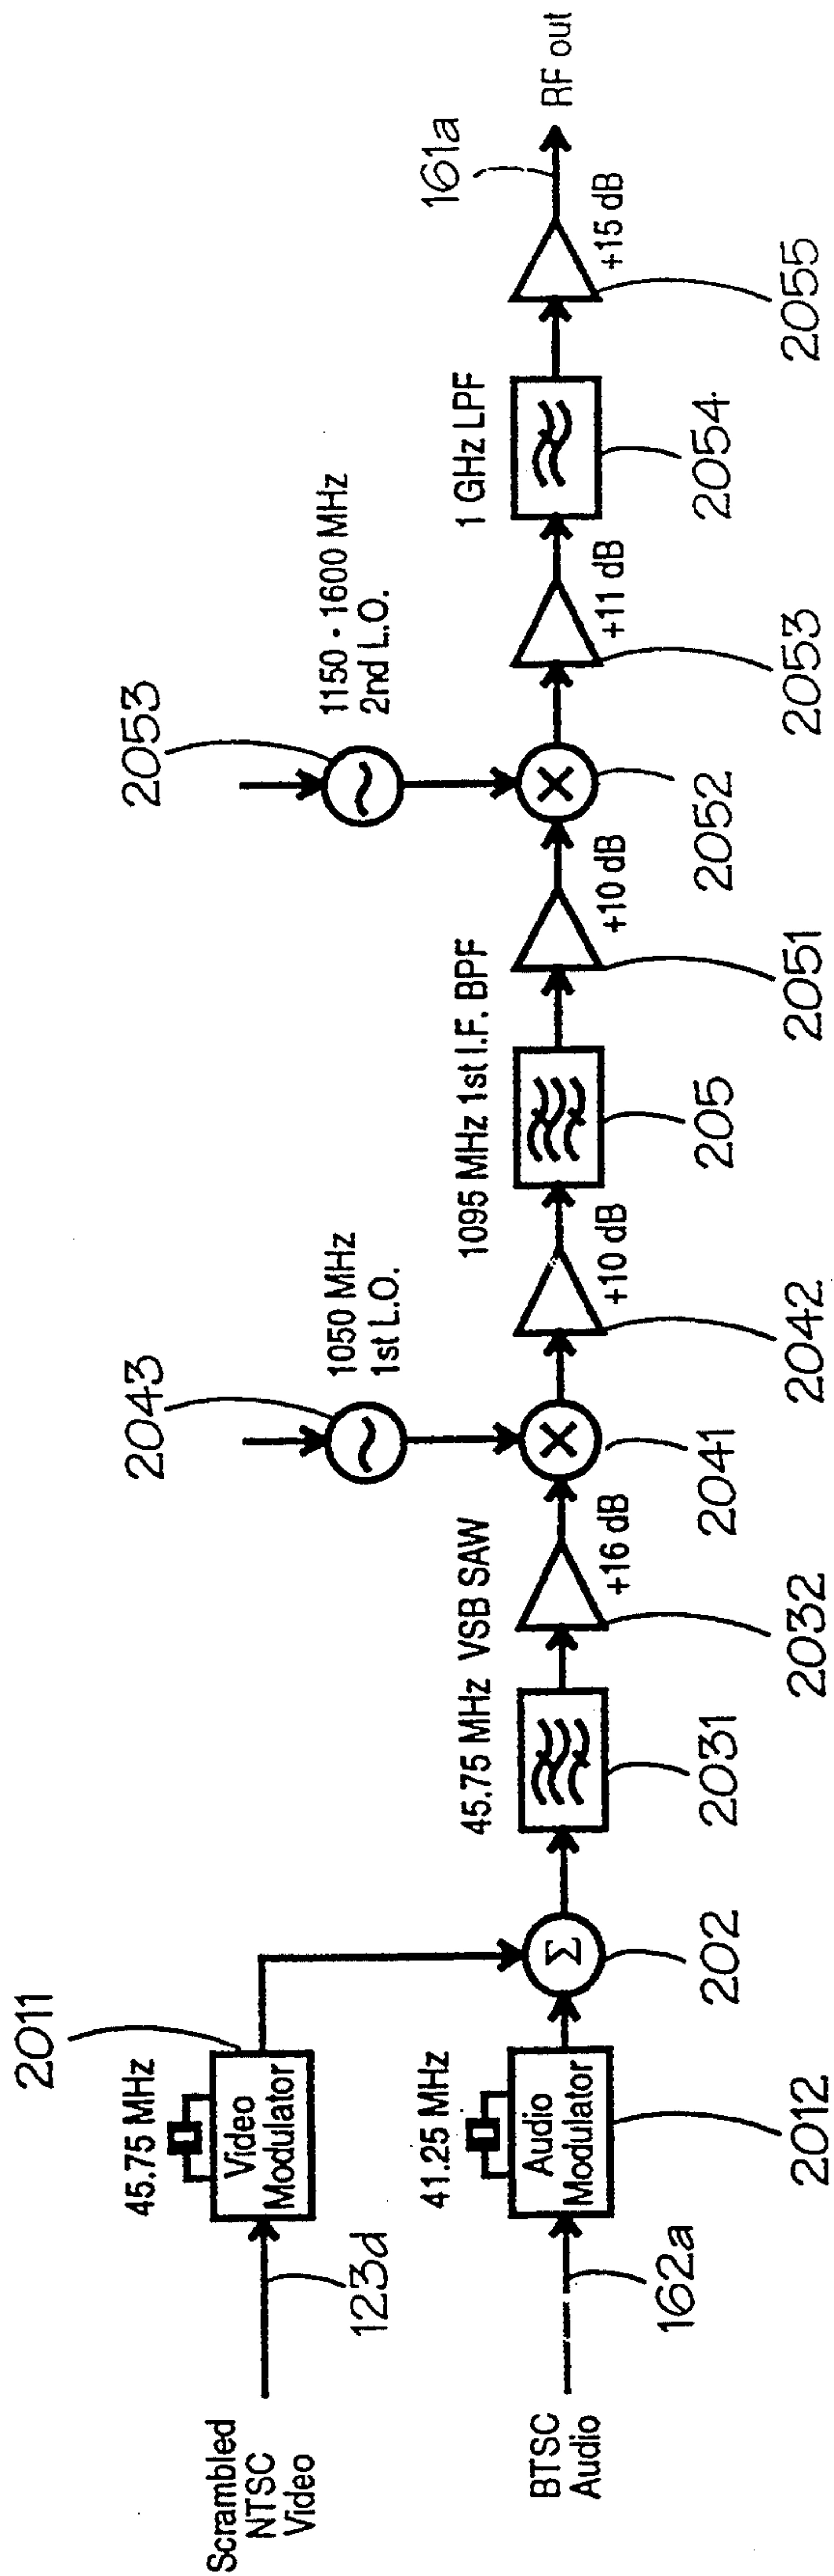 Scrambled
NTSC
Video
123d
45.75 MHz
Video
Modulator
2011
BTSC
Audio
162a
41.25 MHz
Audio
Modulator
2012
Σ
202
45.75 MHz VSB SAW
2031
+16 dB
2032
2043
1050 MHz
1st L.O.
×
2041
+10 dB
2042
1095 MHz 1st I.F. BPF
205
+10 dB
2051
2053
1150 - 1600 MHz
2nd L.O.
×
2052
+11 dB
2053
1 GHz LPF
2054
+15 dB
2055
161a
RF out